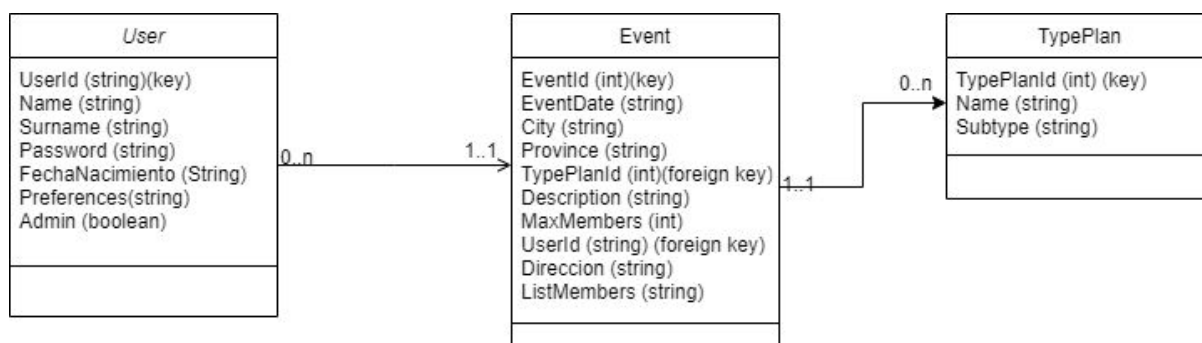 User
UserId (string)(key)
Name (string)
Surname (string)
Password (string)
FechaNacimiento (String)
Preferences(string)
Admin (boolean)
0..n
1..1
Event
EventId (int)(key)
EventDate (string)
City (string)
Province (string)
TypePlanId (int)(foreign key)
Description (string)
MaxMembers (int)
UserId (string) (foreign key)
Direccion (string)
ListMembers (string)
1..1
0..n
TypePlan
TypePlanId (int) (key)
Name (string)
Subtype (string)